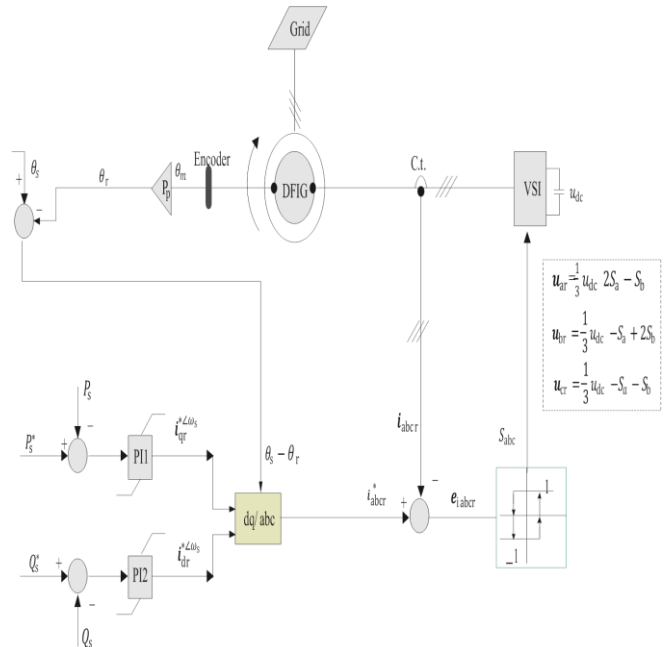 Grid
Encoder
C.t.
+
θs
θr
Pp
θm
DFIG
VSI
udc
−
uar = 1/3 udc 2Sa − Sb
ubr = 1/3 udc −Sa + 2Sb
ucr = 1/3 udc −Sa − Sb
Ps
−
Ps*
+
PI1
iqr*∠ωs
θs − θr
iabcr
Sabc
dq/abc
iabcr*
+
−
eiabcr
1
−1
Qs*
+
−
PI2
idr*∠ωs
Qs